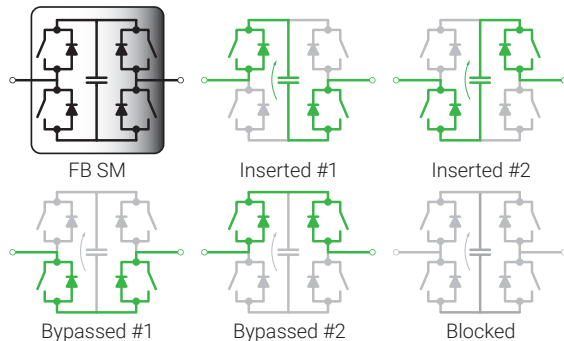 FB SM
Inserted #1
Inserted #2
Bypassed #1
Bypassed #2
Blocked